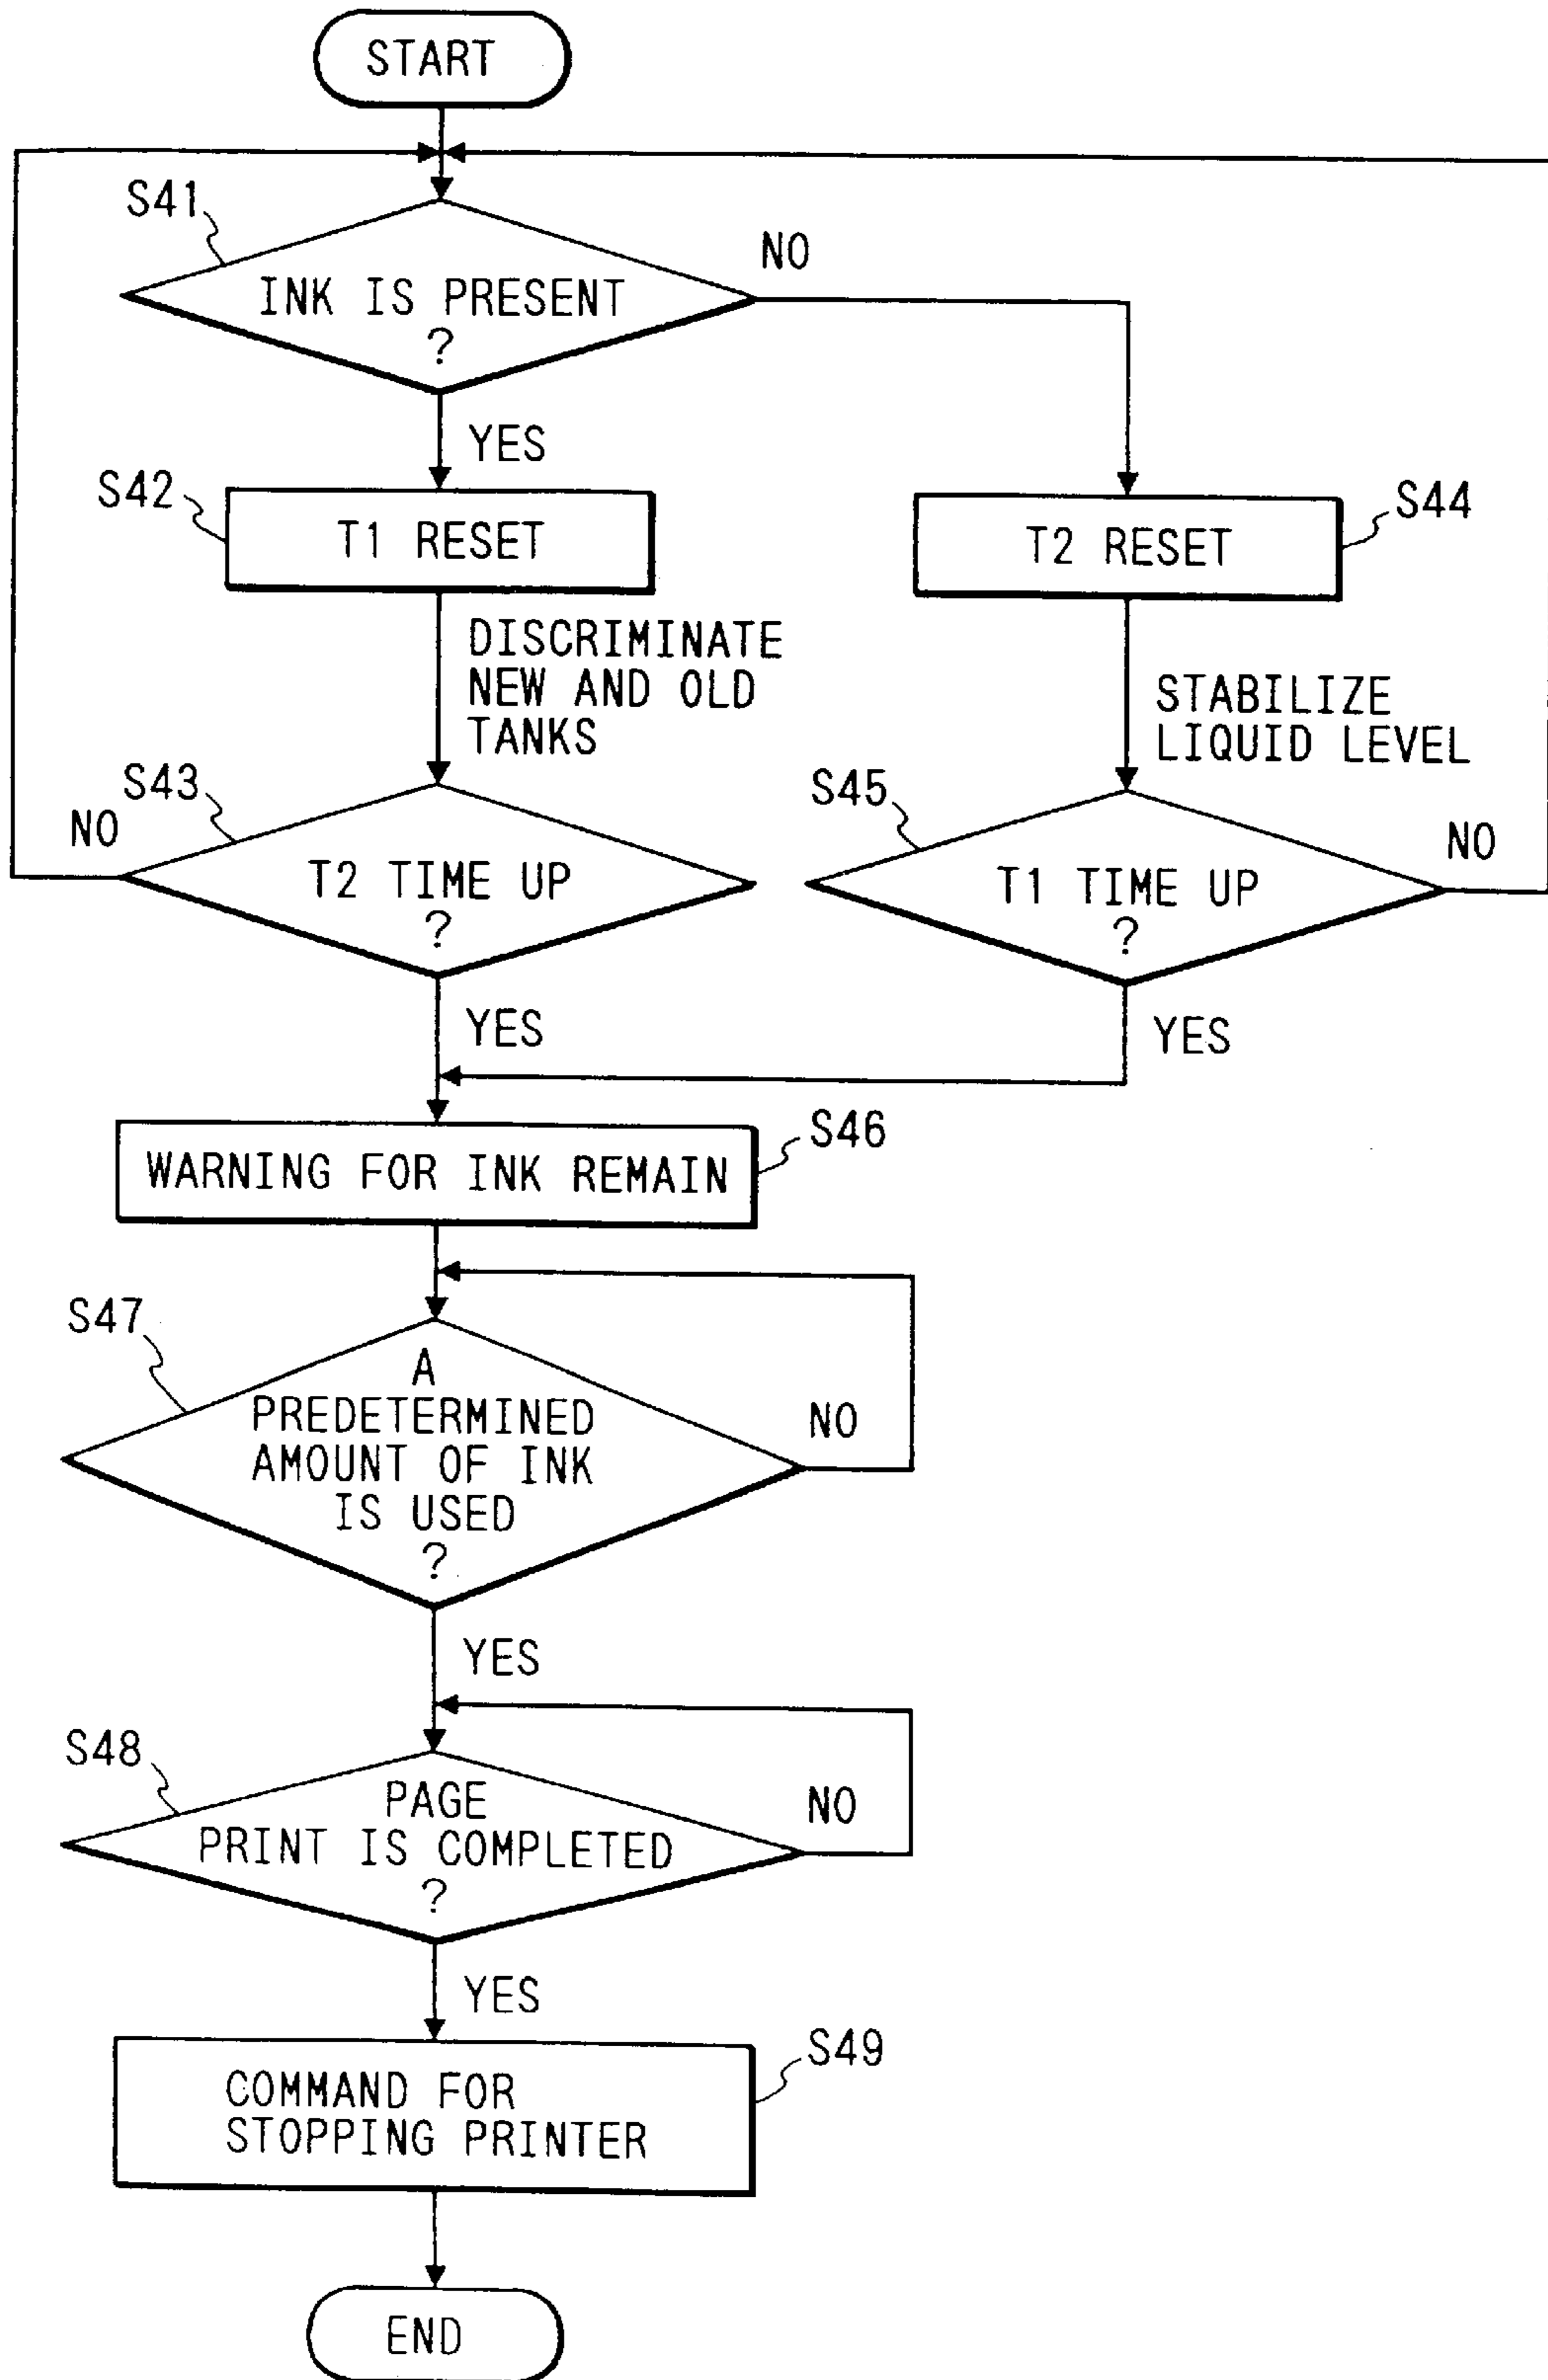 START
S41
INK IS PRESENT
?
NO
YES
S42
T1 RESET
S44
T2 RESET
DISCRIMINATE
NEW AND OLD
TANKS
STABILIZE
LIQUID LEVEL
S43
NO
T2 TIME UP
?
S45
NO
T1 TIME UP
?
YES
YES
S46
WARNING FOR INK REMAIN
S47
A
PREDETERMINED
AMOUNT OF INK
IS USED
?
NO
YES
S48
PAGE
PRINT IS COMPLETED
?
NO
YES
S49
COMMAND FOR
STOPPING PRINTER
END